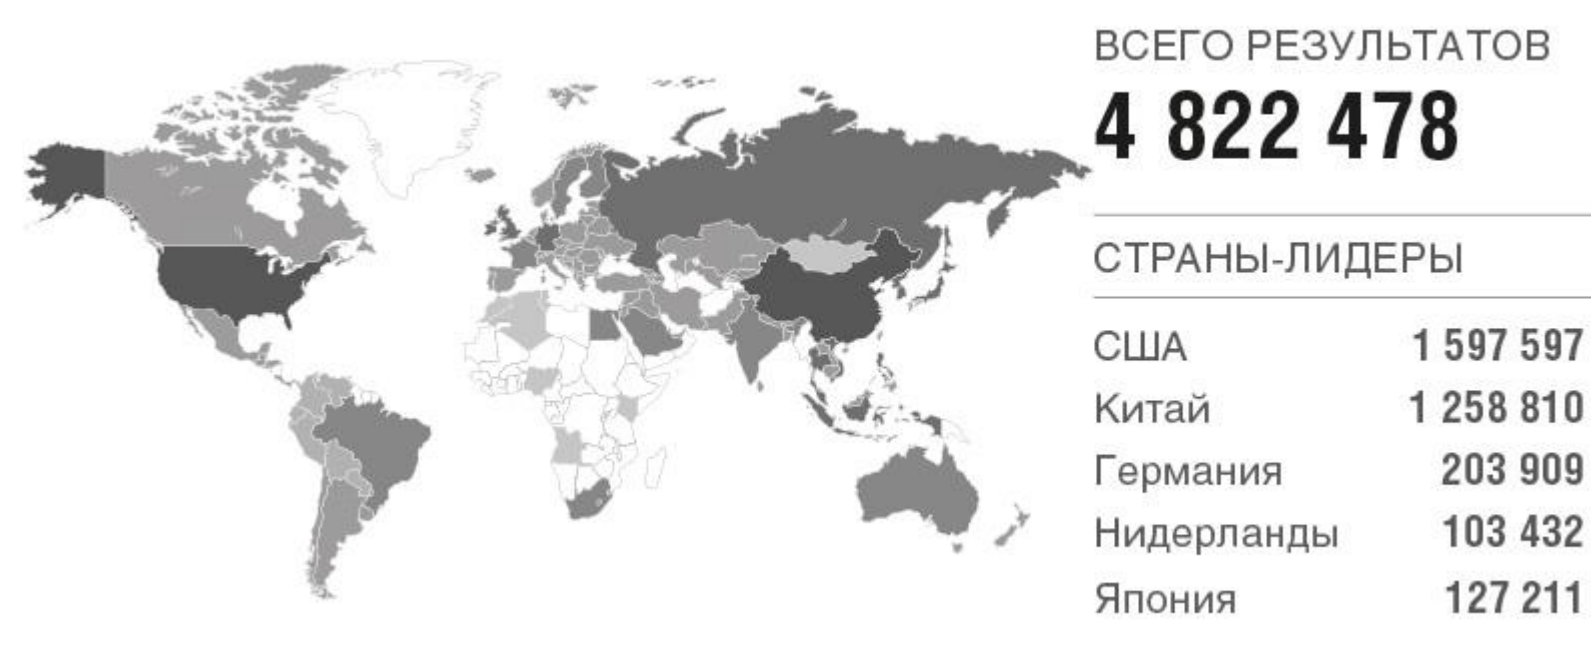 ВСЕГО РЕЗУЛЬТАТОВ
4 822 478
СТРАНЫ-ЛИДЕРЫ
США 1 597 597
Китай 1 258 810
Германия 203 909
Нидерланды 103 432
Япония 127 211